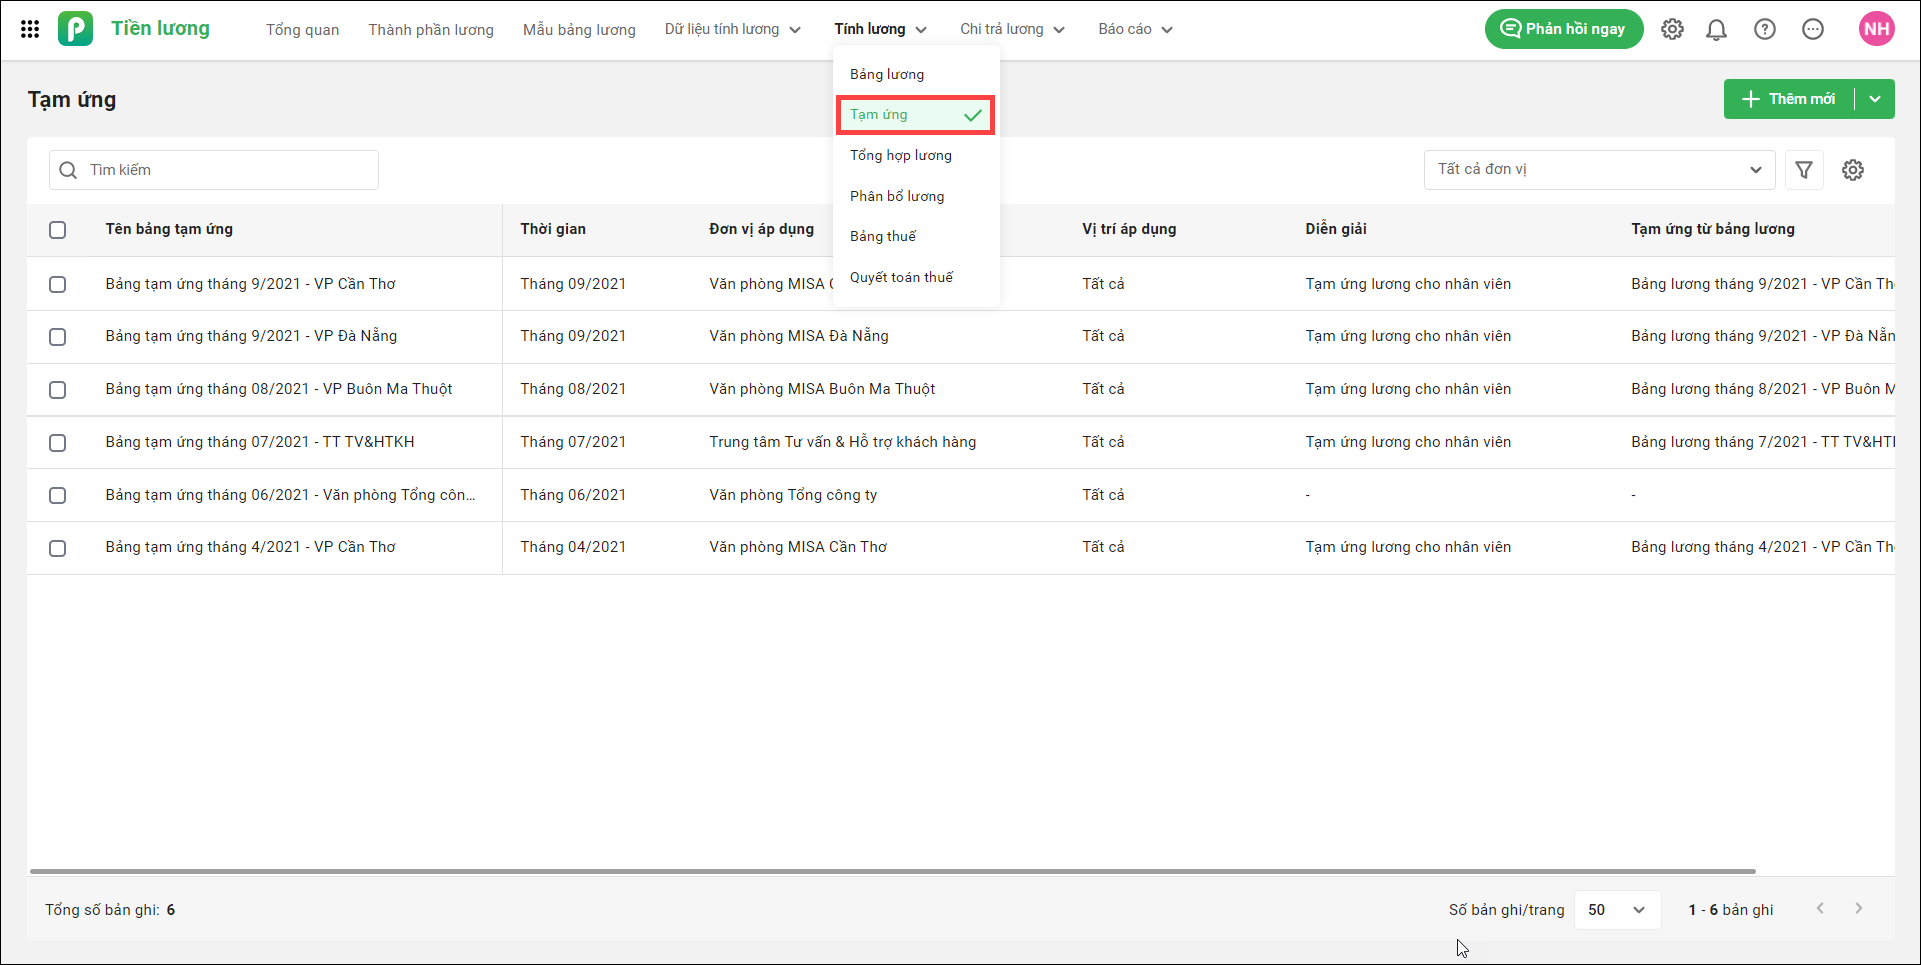 Tiền lương
Tổng quan
Thành phần lương
Mẫu bảng lương
Dữ liệu tính lương
Tính lương
Chi trả lương
Báo cáo
Phản hồi ngay
NH
Bảng lương
Tạm ứng
Tổng hợp lương
Phân bổ lương
Bảng thuế
Quyết toán thuế
Tạm ứng
Thêm mới
Tìm kiếm
Tất cả đơn vị
Tên bảng tạm ứng Thời gian Đơn vị áp dụng Vị trí áp dụng Diễn giải Tạm ứng từ bảng lương
Bảng tạm ứng tháng 9/2021 - VP Cần Thơ Tháng 09/2021 Văn phòng MISA Tất cả Tạm ứng lương cho nhân viên Bảng lương tháng 9/2021 - VP Cần
Bảng tạm ứng tháng 9/2021 - VP Đà Nẵng Tháng 09/2021 Văn phòng MISA Đà Nẵng Tất cả Tạm ứng lương cho nhân viên Bảng lương tháng 9/2021 - VP Đà
Bảng tạm ứng tháng 08/2021 - VP Buôn Ma Thuột Tháng 08/2021 Văn phòng MISA Buôn Ma Thuột Tất cả Tạm ứng lương cho nhân viên Bảng lương tháng 8/2021 - VP Buôn
Bảng tạm ứng tháng 07/2021 - TT TV&HTKH Tháng 07/2021 Trung tâm Tư vấn & Hỗ trợ khách hàng Tất cả Tạm ứng lương cho nhân viên Bảng lương tháng 7/2021 - TT
Bảng tạm ứng tháng 06/2021 - Văn phòng Tổng côn... Tháng 06/2021 Văn phòng Tổng công ty Tất cả - -
Bảng tạm ứng tháng 4/2021 - VP Cần Thơ Tháng 04/2021 Văn phòng MISA Cần Thơ Tất cả Tạm ứng lương cho nhân viên Bảng lương tháng 4/2021 - VP Cần
Tổng số bản ghi: 6
Số bản ghi/trang 50 1 - 6 bản ghi